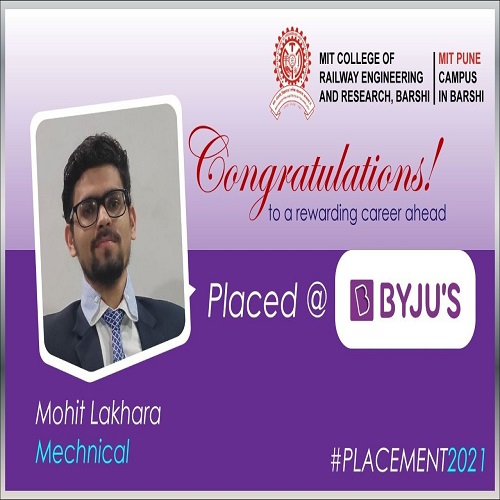 MIT COLLEGE OF
RAILWAY ENGINEERING
AND RESEARCH, BARSHI
MIT PUNE
CAMPUS
IN BARSHI
Congratulations!
to a rewarding career ahead
Placed @ BYJU'S
Mohit Lakhara
Mechnical
#PLACEMENT2021